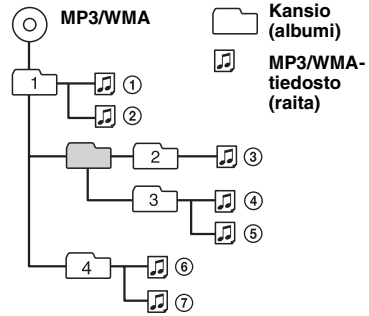 MP3/WMA
Kansio
(albumi)
MP3/WMA-
tiedosto
(raita)
1
①
②
2
③
3
④
⑤
4
⑥
⑦